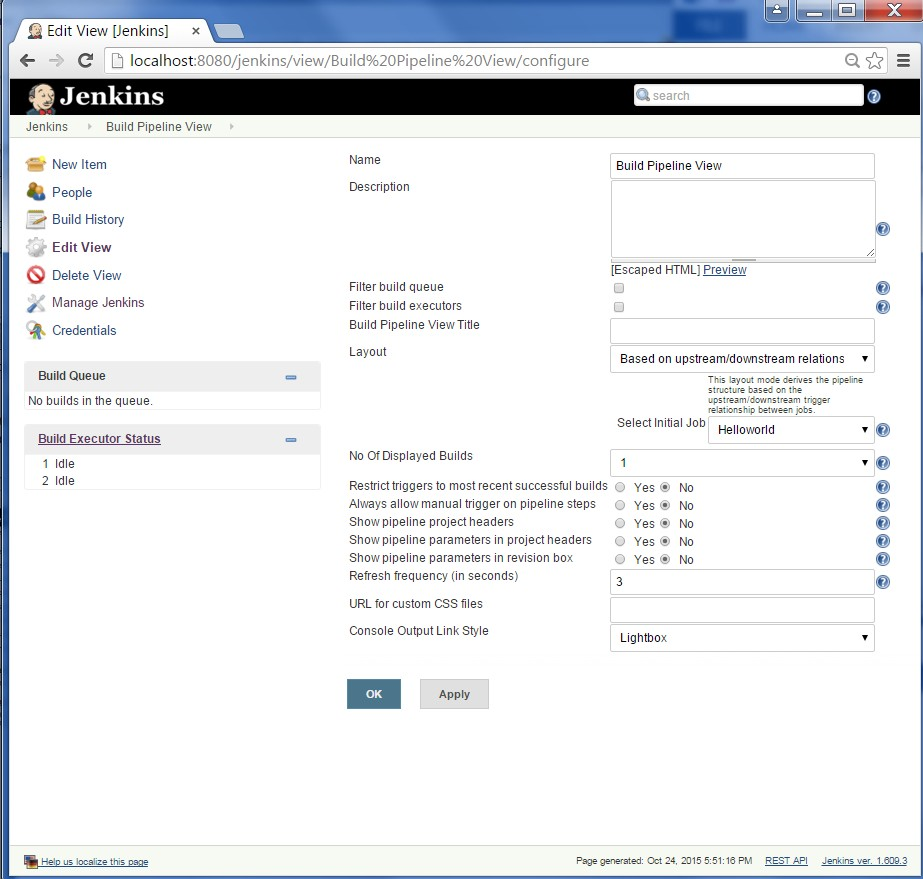 Edit View [Jenkins]
localhost:8080/jenkins/view/Build%20Pipeline%20View/configure
Jenkins
search
Jenkins
Build Pipeline View
New Item
People
Build History
Edit View
Delete View
Manage Jenkins
Credentials
Build Queue
No builds in the queue.
Build Executor Status
1 Idle
2 Idle
Name
Build Pipeline View
Description
[Escaped HTML] Preview
Filter build queue
Filter build executors
Build Pipeline View Title
Layout
Based on upstream/downstream relations
This layout mode derives the pipeline
structure based on the
upstream/downstream trigger
relationship between jobs.
Select Initial Job
Helloworld
No Of Displayed Builds
1
Restrict triggers to most recent successful builds Yes No
Always allow manual trigger on pipeline steps Yes No
Show pipeline project headers Yes No
Show pipeline parameters in project headers Yes No
Show pipeline parameters in revision box Yes No
Refresh frequency (in seconds)
3
URL for custom CSS files
Console Output Link Style
Lightbox
OK
Apply
Help us localize this page
Page generated: Oct 24, 2015 5:51:16 PM
REST API
Jenkins ver. 1.609.3